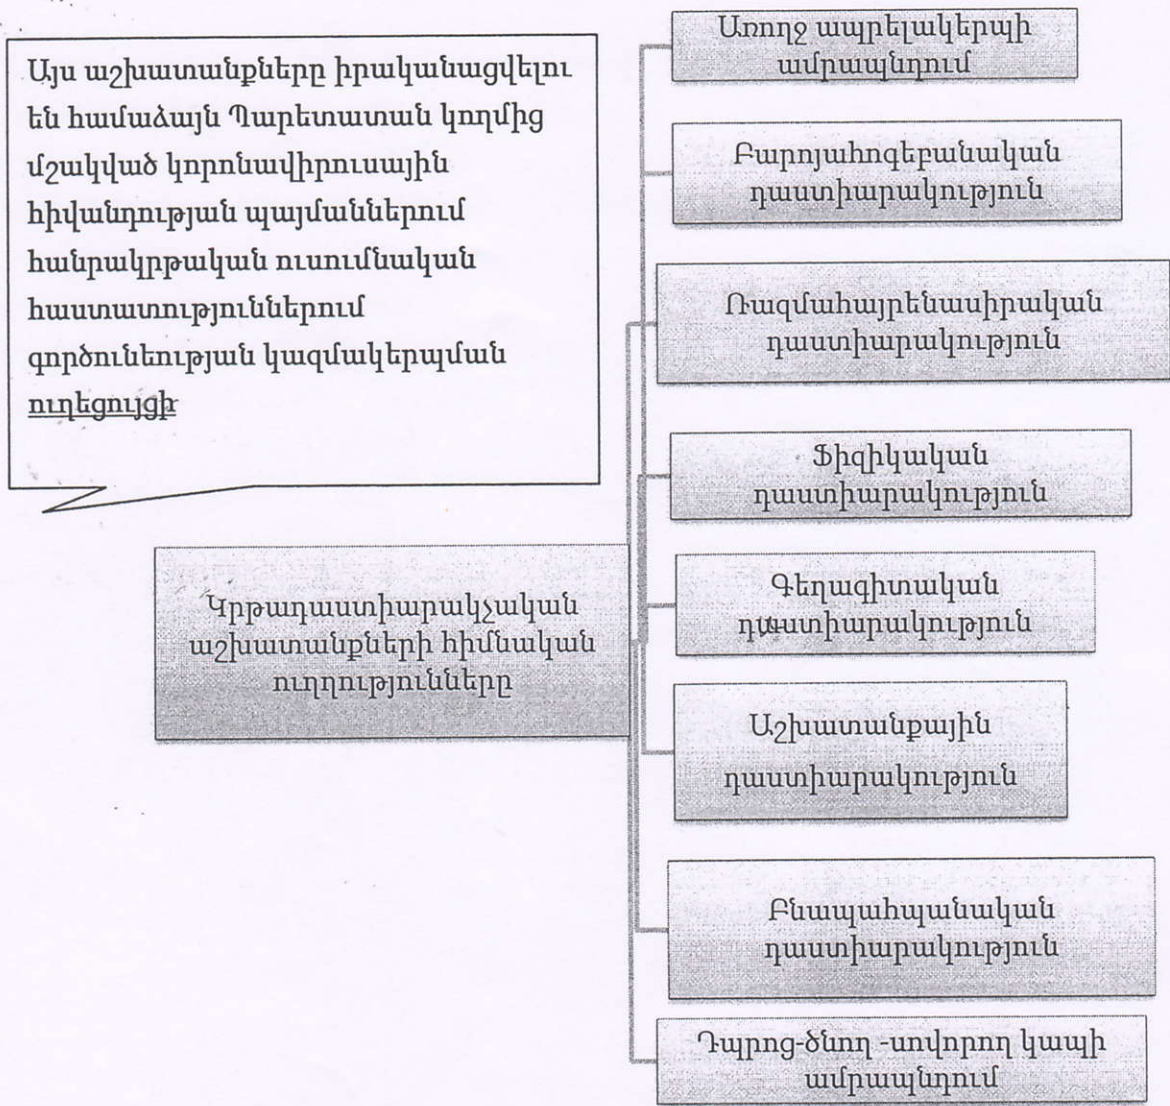 Այս աշխատանքները իրականացվելու
են համաձայն Պարետատան կողմից
մշակված կորոնավիրուսային
հիվանդության պայմաններում
հանրակրթական ուսումնական
հաստատություններում
գործունեության կազմակերպման
ուղեցույցի
Կրթադաստիարակչական
աշխատանքների հիմնական
ուղղությունները
Առողջ ապրելակերպի
ամրապնդում
Բարոյահոգեբանական
դաստիարակություն
Ռազմահայրենասիրական
դաստիարակություն
Ֆիզիկական
դաստիարակություն
Գեղագիտական
դաստիարակություն
Աշխատանքային
դաստիարակություն
Բնապահպանական
դաստիարակություն
Դպրոց-ծնող -սովորող կապի
ամրապնդում